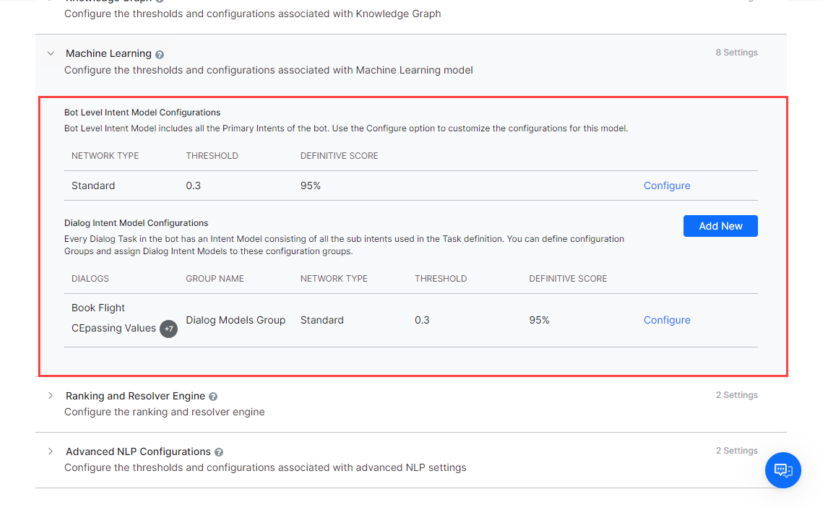 Configure the thresholds and configurations associated with Knowledge Graph
Machine Learning
8 Settings
Configure the thresholds and configurations associated with Machine Learning model
Bot Level Intent Model Configurations
Bot Level Intent Model includes all the Primary Intents of the bot. Use the Configure option to customize the configurations for this model.
NETWORK TYPE THRESHOLD DEFINITIVE SCORE
Standard 0.3 95% Configure
Dialog Intent Model Configurations
Add New
Every Dialog Task in the bot has an Intent Model consisting of all the sub intents used in the Task definition. You can define configuration
Groups and assign Dialog Intent Models to these configuration groups.
DIALOGS GROUP NAME NETWORK TYPE THRESHOLD DEFINITIVE SCORE
Book Flight
CEpassing Values +7 Dialog Models Group Standard 0.3 95% Configure
Ranking and Resolver Engine
2 Settings
Configure the ranking and resolver engine
Advanced NLP Configurations
2 Settings
Configure the thresholds and configurations associated with advanced NLP settings